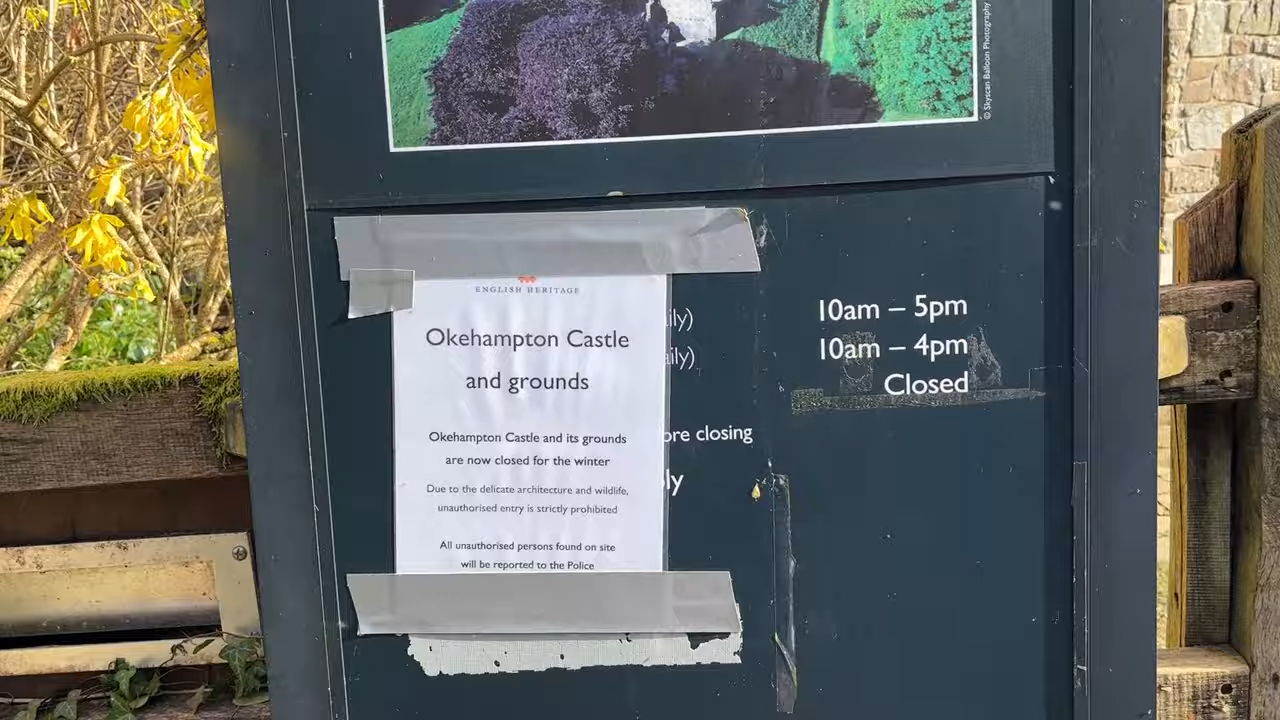 © Skyscan Balloon Photography
ENGLISH HERITAGE
Okehampton Castle
and grounds
Okehampton Castle and its grounds
are now closed for the winter
Due to the delicate architecture and wildlife,
unauthorised entry is strictly prohibited
All unauthorised persons found on site
will be reported to the Police
ily) 10am – 5pm
aily) 10am – 4pm
Closed
ore closing
ly